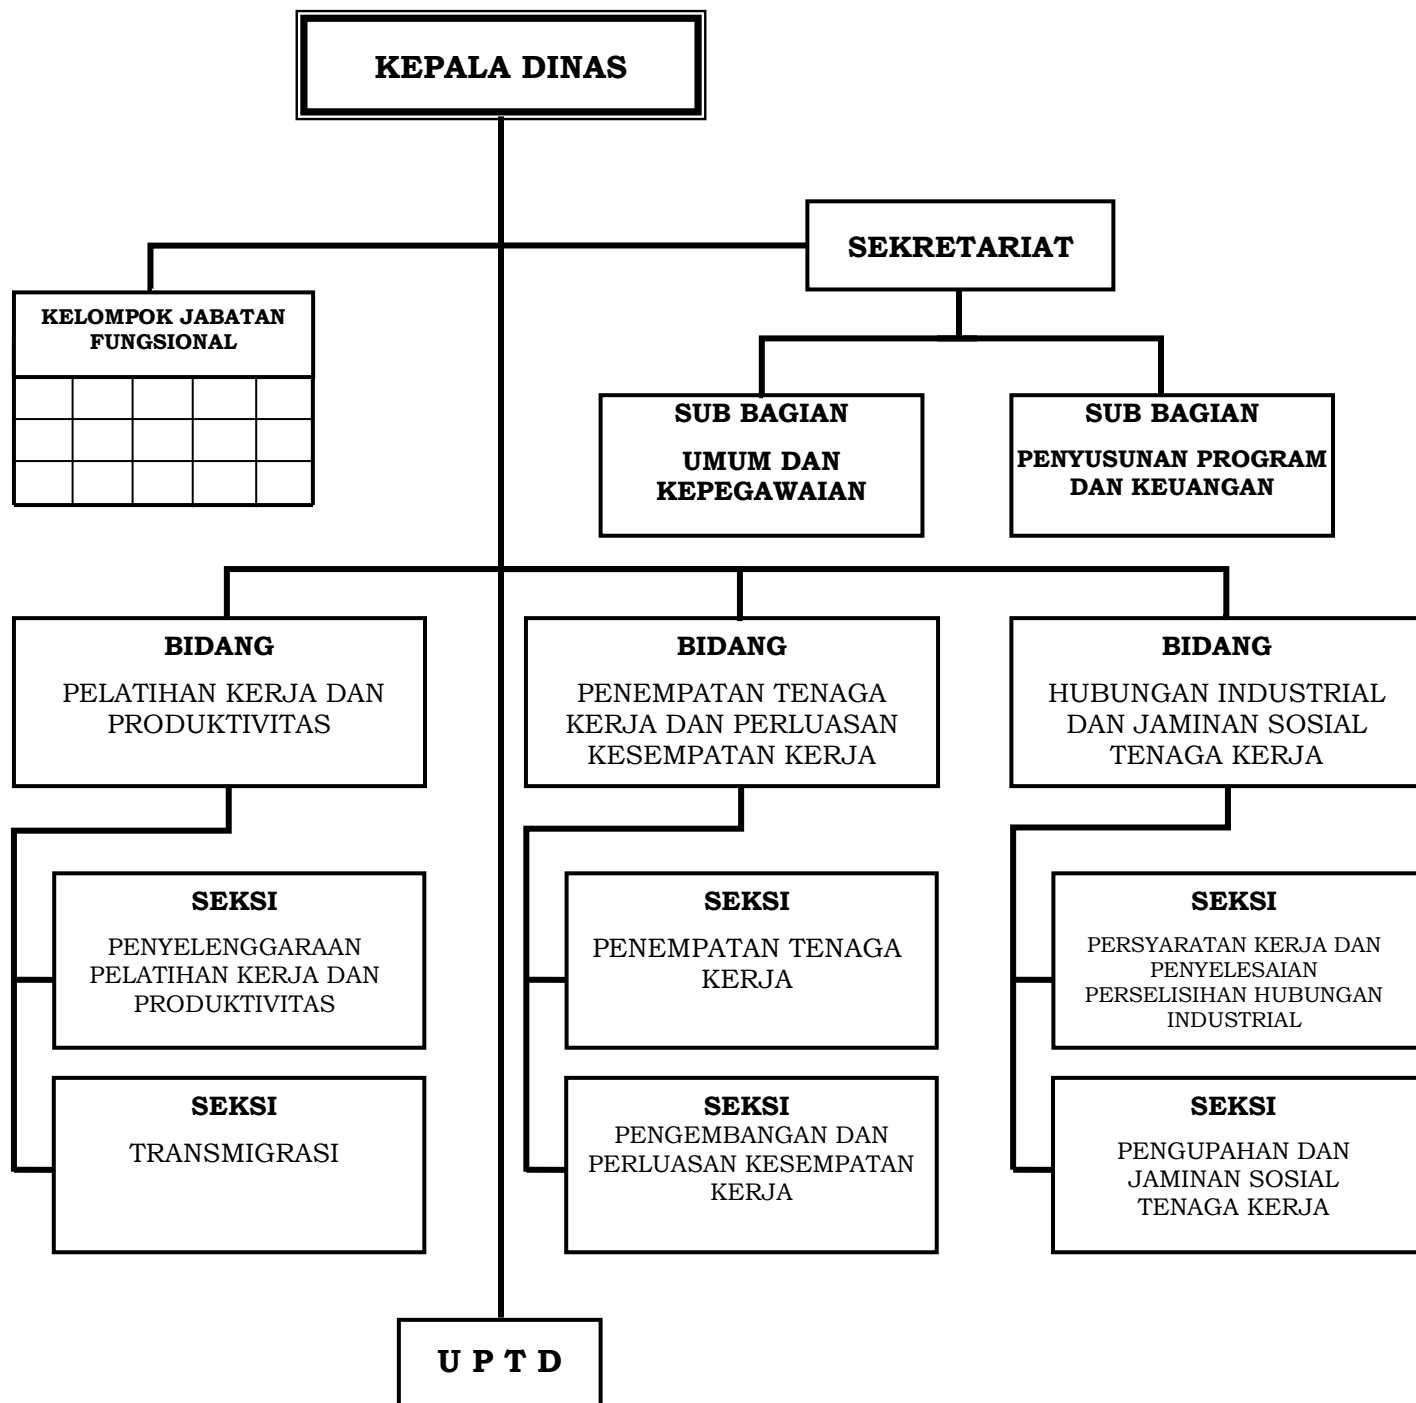 KEPALA DINAS
SEKRETARIAT
KELOMPOK JABATAN
FUNGSIONAL
SUB BAGIAN
UMUM DAN
KEPEGAWAIAN
SUB BAGIAN
PENYUSUNAN PROGRAM
DAN KEUANGAN
BIDANG
PELATIHAN KERJA DAN
PRODUKTIVITAS
BIDANG
PENEMPATAN TENAGA
KERJA DAN PERLUASAN
KESEMPATAN KERJA
BIDANG
HUBUNGAN INDUSTRIAL
DAN JAMINAN SOSIAL
TENAGA KERJA
SEKSI
PENYELENGGARAAN
PELATIHAN KERJA DAN
PRODUKTIVITAS
SEKSI
PENEMPATAN TENAGA
KERJA
SEKSI
PERSYARATAN KERJA DAN
PENYELESAIAN
PERSELISIHAN HUBUNGAN
INDUSTRIAL
SEKSI
TRANSMIGRASI
SEKSI
PENGEMBANGAN DAN
PERLUASAN KESEMPATAN
KERJA
SEKSI
PENGUPAHAN DAN
JAMINAN SOSIAL
TENAGA KERJA
U P T D